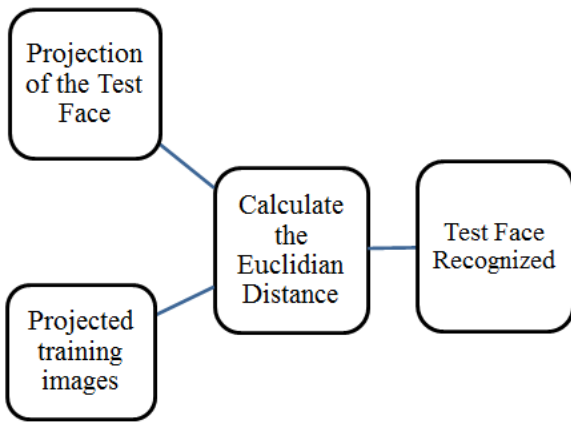 Projection
of the Test
Face
Projected
training
images
Calculate
the
Euclidian
Distance
Test Face
Recognized